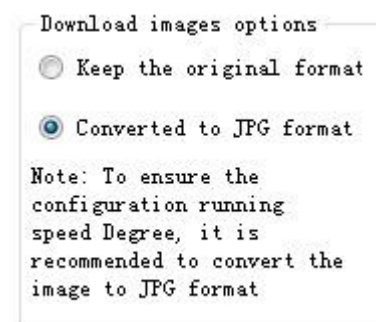 Download images options
Keep the original format
Converted to JPG format
Note: To ensure the
configuration running
speed Degree, it is
recommended to convert the
image to JPG format